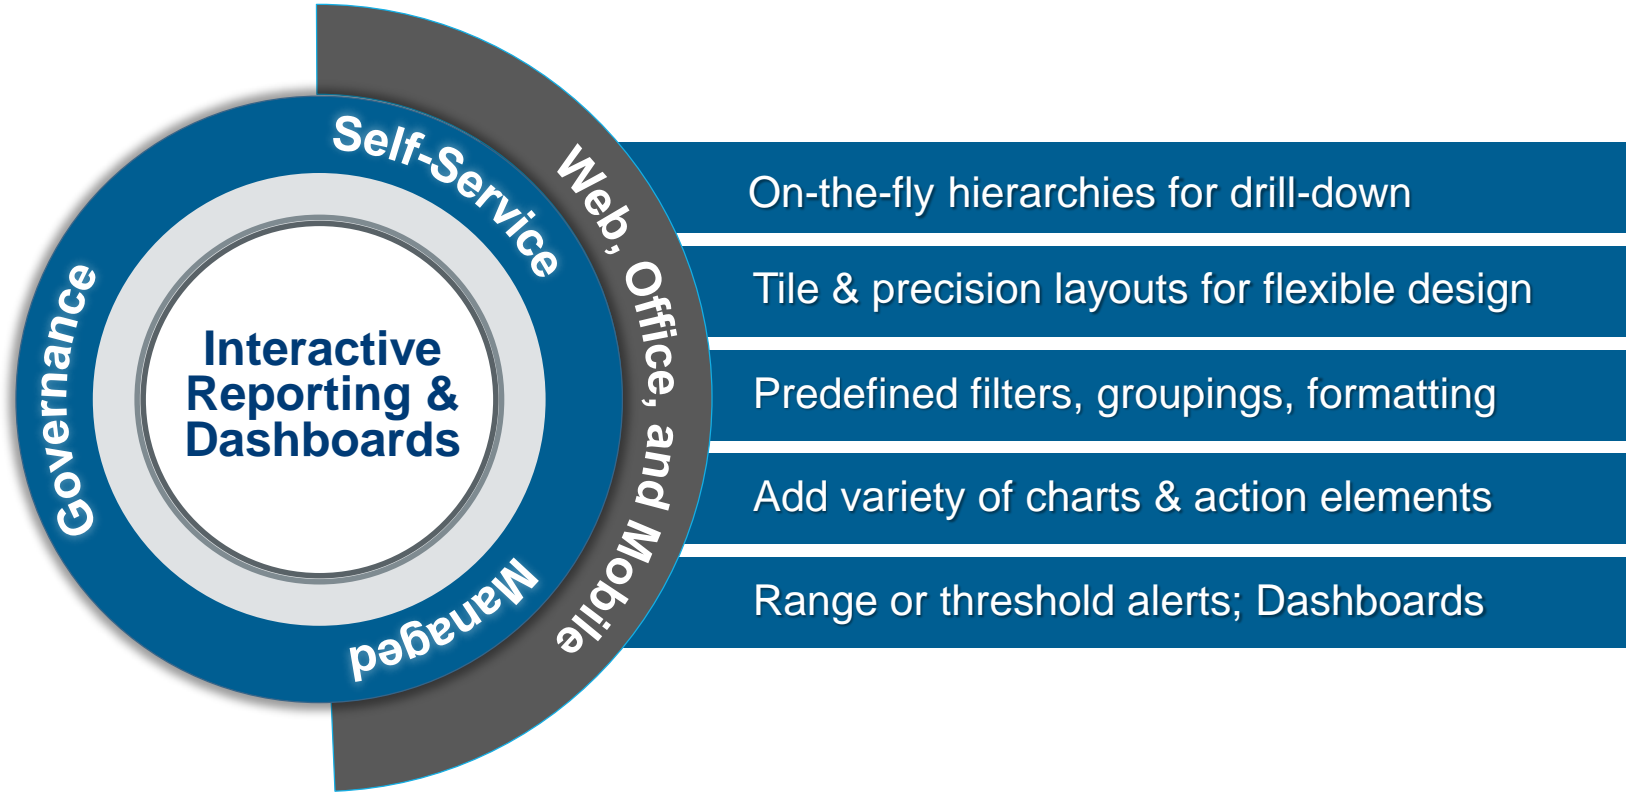 Self-Service
Governance
Managed
Interactive
Reporting &
Dashboards
Web, Office, and Mobile
On-the-fly hierarchies for drill-down
Tile & precision layouts for flexible design
Predefined filters, groupings, formatting
Add variety of charts & action elements
Range or threshold alerts; Dashboards